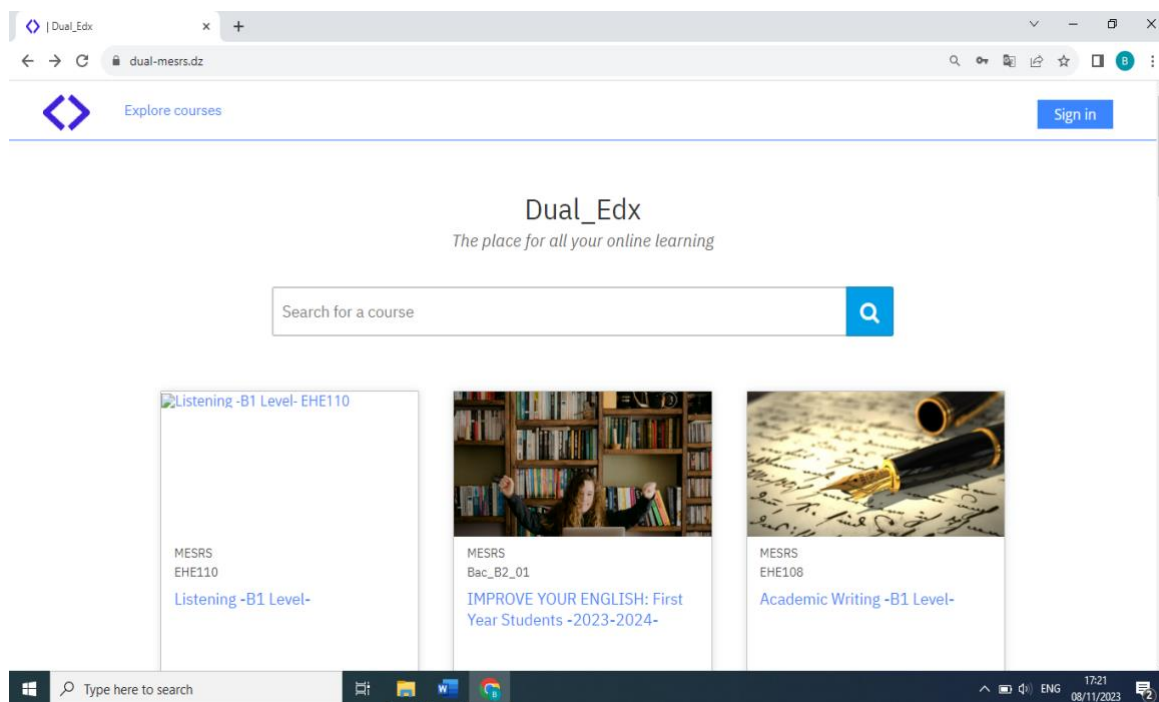 | Dual_Edx
dual-mesrs.dz
B
Explore courses
Sign in
Dual_Edx
The place for all your online learning
Search for a course
Listening -B1 Level- EHE110
MESRS
EHE110
Listening -B1 Level-
MESRS
Bac_B2_01
IMPROVE YOUR ENGLISH: First
Year Students -2023-2024-
MESRS
EHE108
Academic Writing -B1 Level-
Type here to search
ENG
17:21
08/11/2023
2